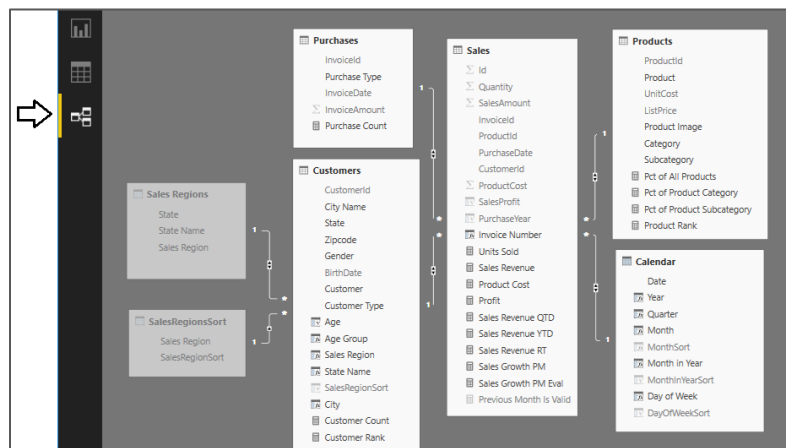 Purchases
InvoiceId
Purchase Type
InvoiceDate
InvoiceAmount
Purchase Count
1
*
Sales
Id
Quantity
SalesAmount
InvoiceId
ProductId
PurchaseDate
CustomerId
ProductCost
SalesProfit
PurchaseYear
Invoice Number
Units Sold
Sales Revenue
Product Cost
Profit
Sales Revenue QTD
Sales Revenue YTD
Sales Revenue RT
Sales Growth PM
Sales Growth PM Eval
Previous Month Is Valid
Products
ProductId
Product
UnitCost
ListPrice
Product Image
Category
Subcategory
Pct of All Products
Pct of Product Category
Pct of Product Subcategory
Product Rank
1
*
Sales Regions
State
State Name
Sales Region
1
*
SalesRegionsSort
Sales Region
SalesRegionSort
1
*
Customers
CustomerId
City Name
State
Zipcode
Gender
BirthDate
Customer
Customer Type
Age
Age Group
Sales Region
State Name
SalesRegionSort
City
Customer Count
Customer Rank
*
1
Calendar
Date
Year
Quarter
Month
MonthSort
Month in Year
MonthInYearSort
Day of Week
DayOfWeekSort
*
1